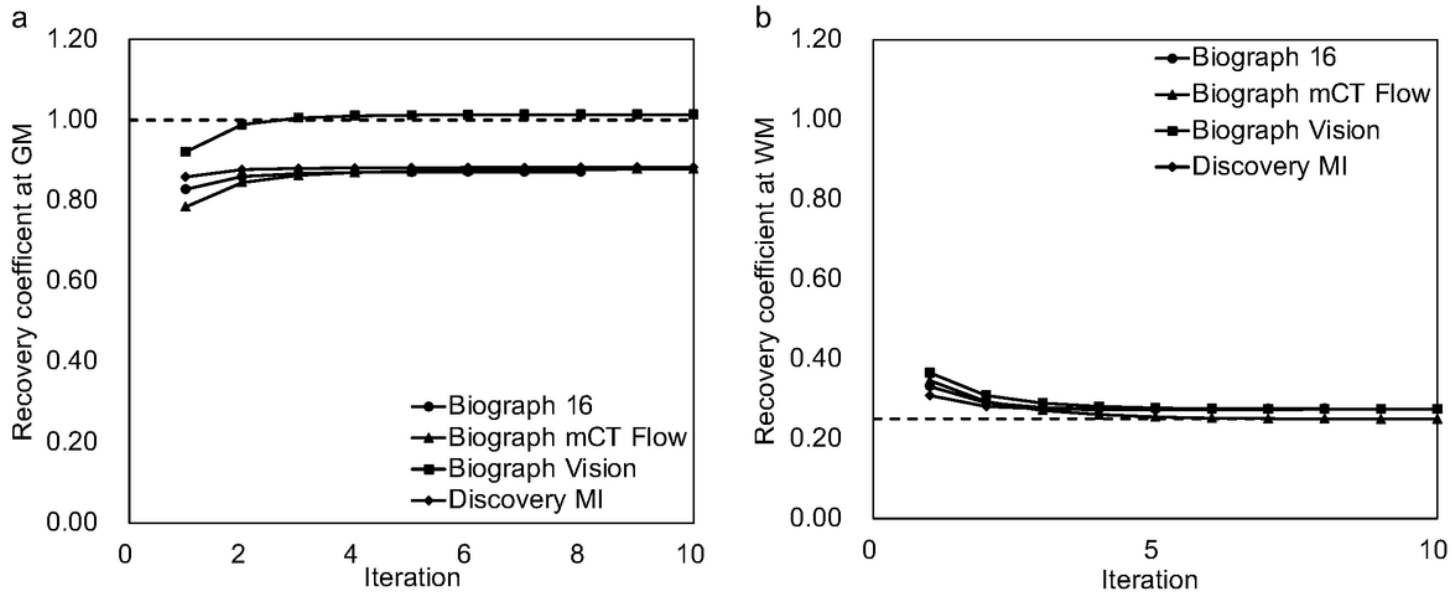 a
1.20
1.00
0.80
0.60
0.40
0.20
0.00
Recovery coefficent at GM
Biograph 16
Biograph mCT Flow
Biograph Vision
Discovery MI
0 2 4 6 8 10
Iteration
b
1.20
1.00
0.80
0.60
0.40
0.20
0.00
Recovery coefficient at WM
Biograph 16
Biograph mCT Flow
Biograph Vision
Discovery MI
0 5 10
Iteration